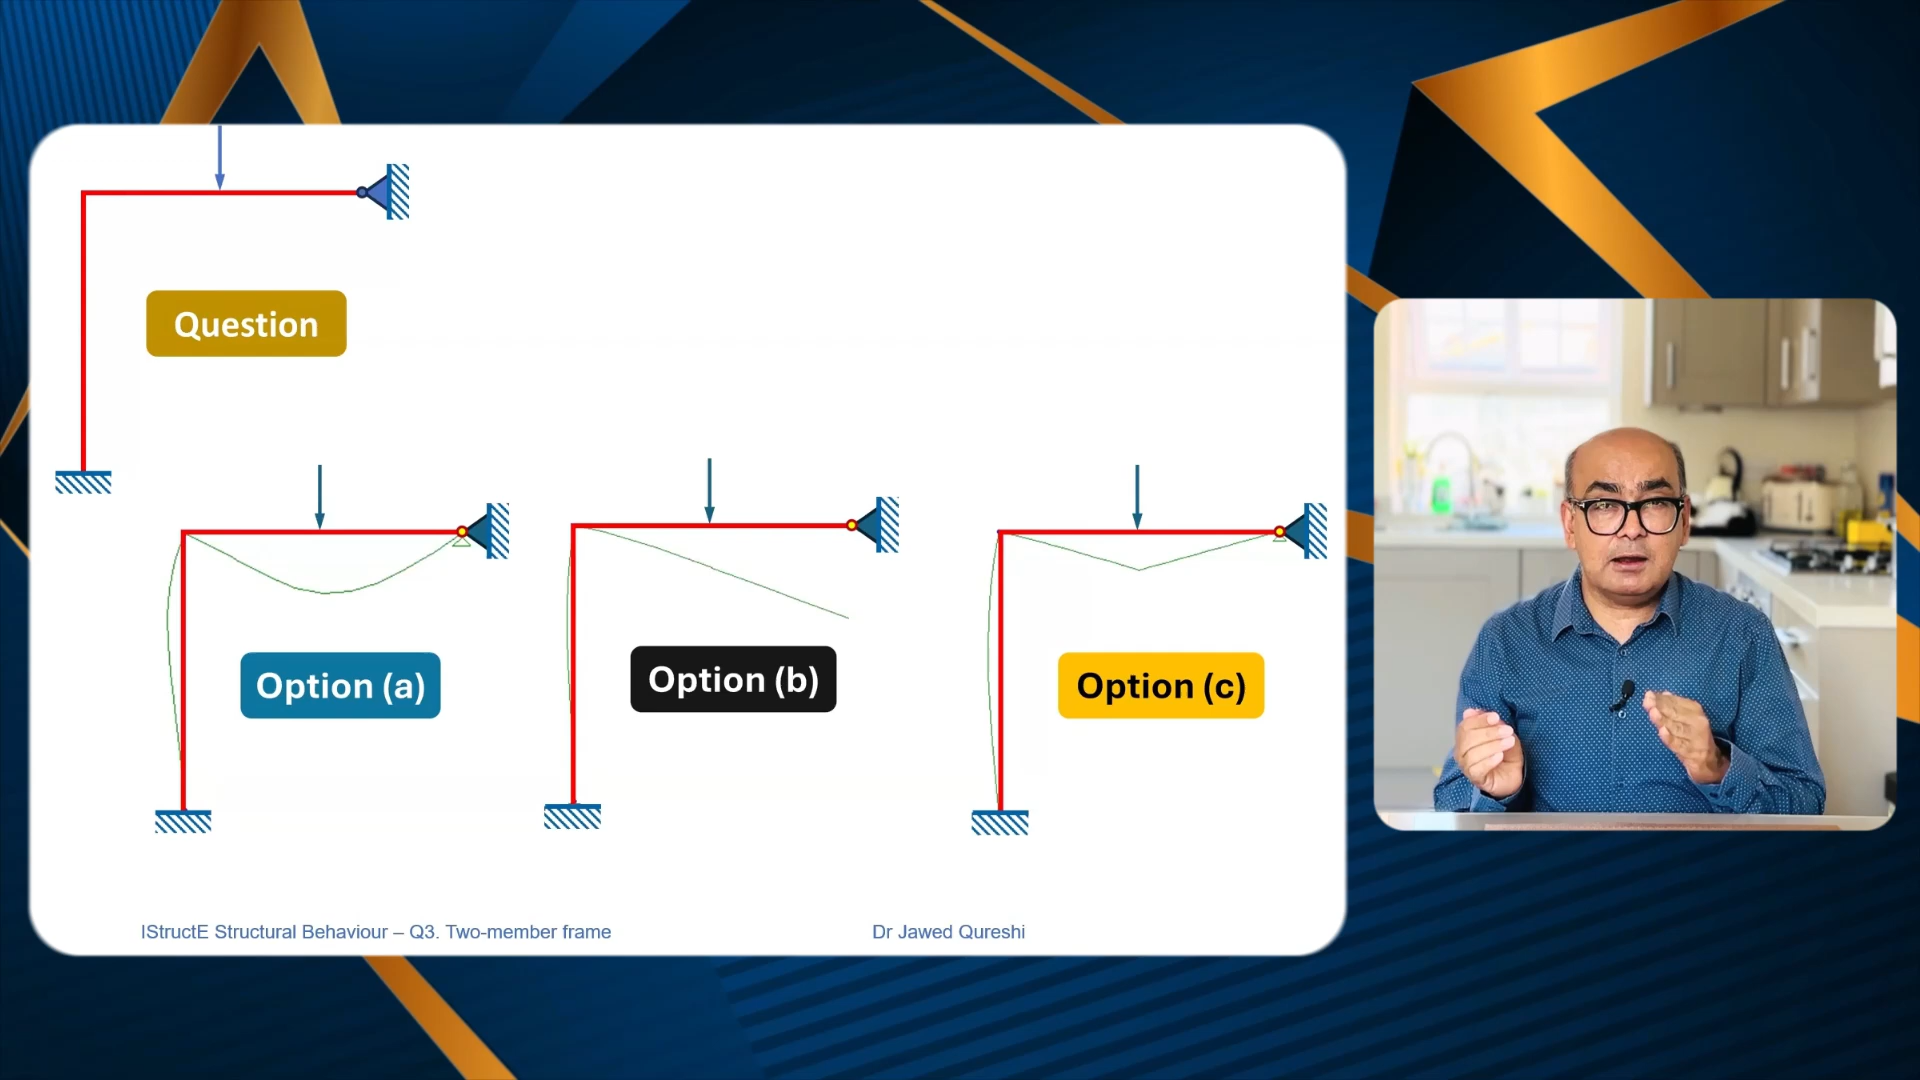 Question
Option (a)
Option (b)
Option (c)
IStructE Structural Behaviour – Q3. Two-member frame
Dr Jawed Qureshi